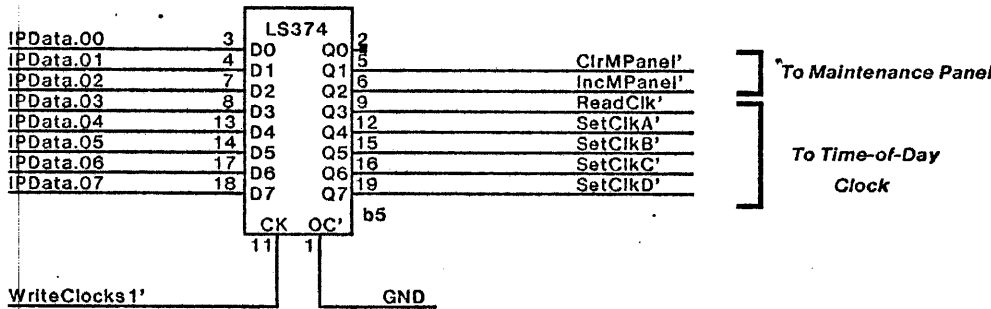 LS374
IPData.00 3 D0 Q0 2
IPData.01 4 D1 Q1 5 ClrMPanel'
IPData.02 7 D2 Q2 6 IncMPanel'
IPData.03 8 D3 Q3 9 ReadClk'
IPData.04 13 D4 Q4 12 SetClkA'
IPData.05 14 D5 Q5 15 SetClkB'
IPData.06 17 D6 Q6 16 SetClkC'
IPData.07 18 D7 Q7 19 SetClkD'
To Maintenance Panel
To Time-of-Day
Clock
b5
CK OC'
11 1
WriteClocks1' GND